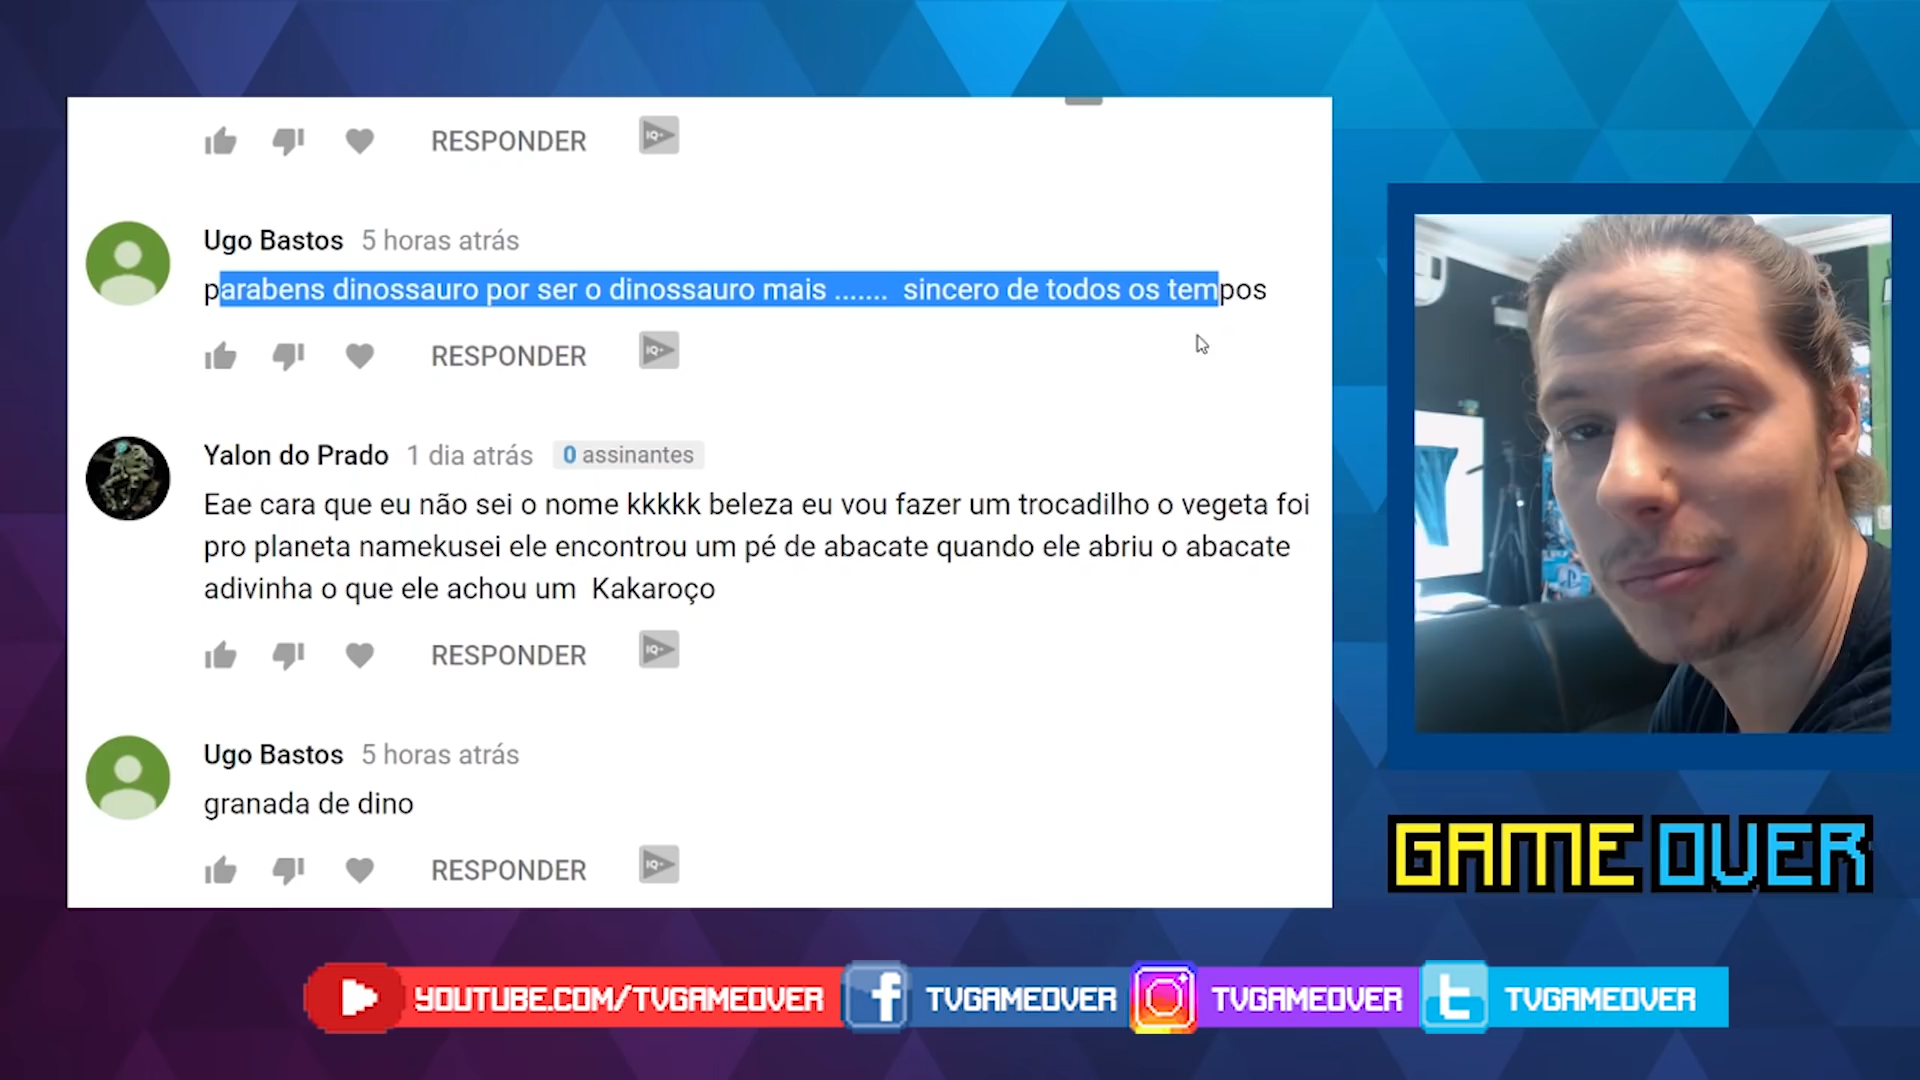 RESPONDER IQ+
Ugo Bastos 5 horas atrás
parabens dinossauro por ser o dinossauro mais ....... sincero de todos os tempos
RESPONDER IQ+
Yalon do Prado 1 dia atrás 0 assinantes
Eae cara que eu não sei o nome kkkkk beleza eu vou fazer um trocadilho o vegeta foi
pro planeta namekusei ele encontrou um pé de abacate quando ele abriu o abacate
adivinha o que ele achou um Kakaroço
RESPONDER IQ+
Ugo Bastos 5 horas atrás
granada de dino
RESPONDER IQ+
GAME OVER
YOUTUBE.COM/TVGAMEOVER TVGAMEOVER TVGAMEOVER TVGAMEOVER